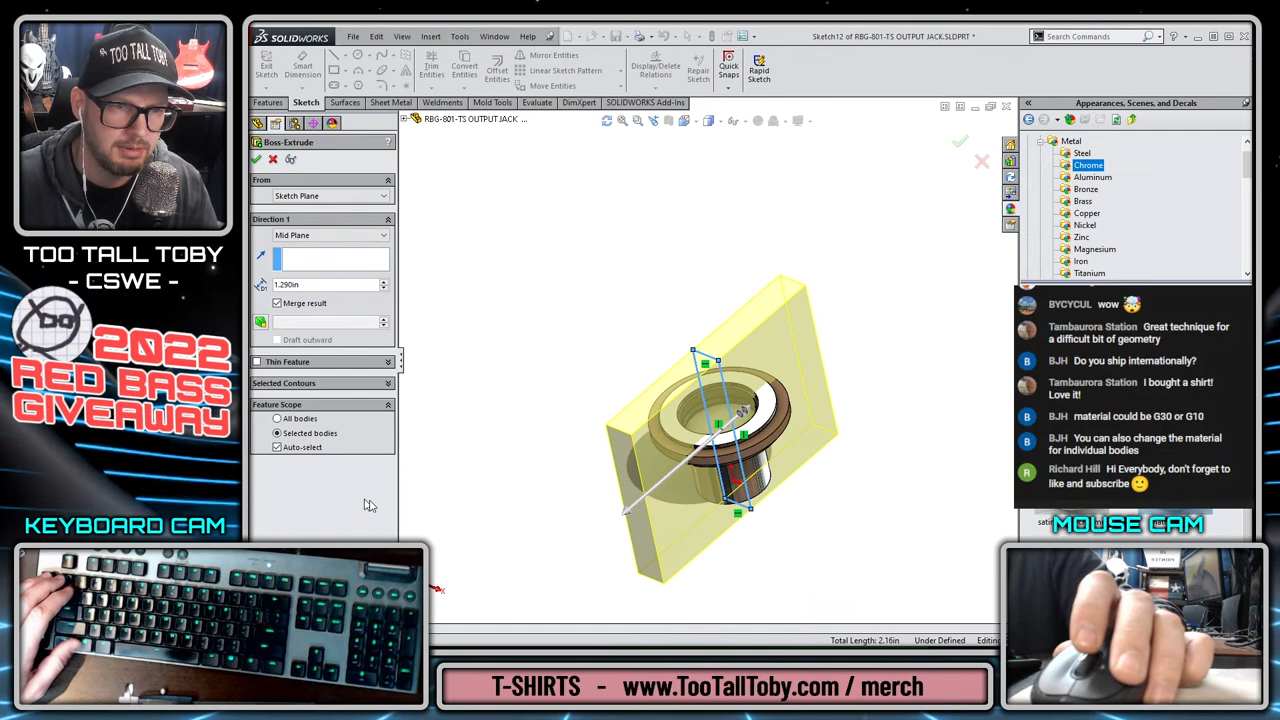 TOO TALL TOBY
TOO TALL TOBY
- CSWE -
2022
RED BASS
GIVEAWAY
KEYBOARD CAM
SOLIDWORKS
File
Edit
View
Insert
Tools
Window
Help
Sketch12 of RBG-801-TS OUTPUT JACK.SLDPRT *
Search Commands
Exit
Sketch
Smart
Dimension
Trim
Entities
Convert
Entities
Offset
Entities
Mirror Entities
Linear Sketch Pattern
Move Entities
Display/Delete
Relations
Repair
Sketch
Quick
Snaps
Rapid
Sketch
Features
Sketch
Surfaces
Sheet Metal
Weldments
Mold Tools
Evaluate
DimXpert
SOLIDWORKS Add-Ins
RBG-801-TS OUTPUT JACK ...
Boss-Extrude
?
From
Sketch Plane
Direction 1
Mid Plane
D1
1.290in
Merge result
Draft outward
Thin Feature
Selected Contours
Feature Scope
All bodies
Selected bodies
Auto-select
X
Total Length: 2.16in
Under Defined
Editing
Appearances, Scenes, and Decals
Metal
Steel
Chrome
Aluminum
Bronze
Brass
Copper
Nickel
Zinc
Magnesium
Iron
Titanium
BYCYCUL wow
Tambaurora Station Great technique for
a difficult bit of geometry
B
BJH Do you ship internationally?
Tambaurora Station I bought a shirt!
Love it!
B
BJH material could be G30 or G10
B
BJH You can also change the material
for individual bodies
R
Richard Hill Hi Everybody, don't forget to
like and subscribe
MOUSE CAM
T-SHIRTS - www.TooTallToby.com / merch